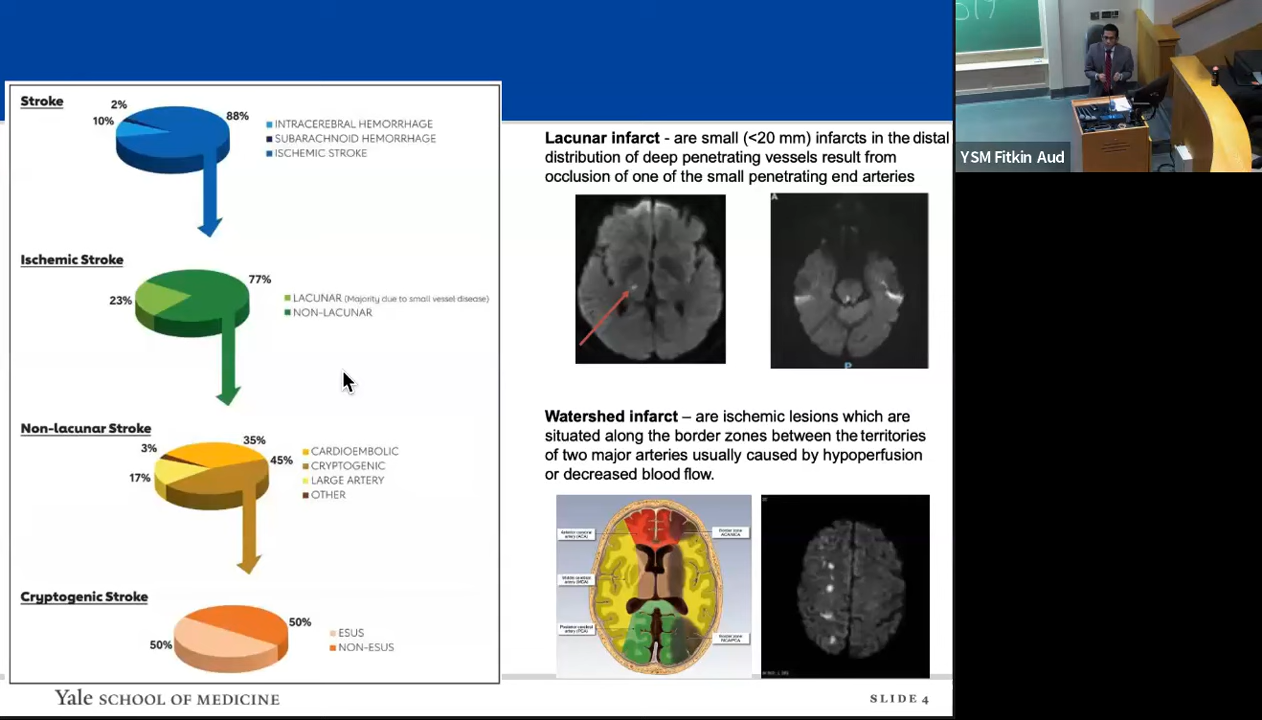 Stroke
2%
10%
88%
INTRACEREBRAL HEMORRHAGE
SUBARACHNOID HEMORRHAGE
ISCHEMIC STROKE
Ischemic Stroke
77%
23%
LACUNAR (Majority due to small vessel disease)
NON-LACUNAR
Non-lacunar Stroke
35%
3%
45%
17%
CARDIOEMBOLIC
CRYPTOGENIC
LARGE ARTERY
OTHER
Cryptogenic Stroke
50%
50%
ESUS
NON-ESUS
Lacunar infarct - are small (<20 mm) infarcts in the distal
distribution of deep penetrating vessels result from
occlusion of one of the small penetrating end arteries
A
P
Watershed infarct – are ischemic lesions which are
situated along the border zones between the territories
of two major arteries usually caused by hypoperfusion
or decreased blood flow.
Yale SCHOOL OF MEDICINE
SLIDE 4
YSM Fitkin Aud